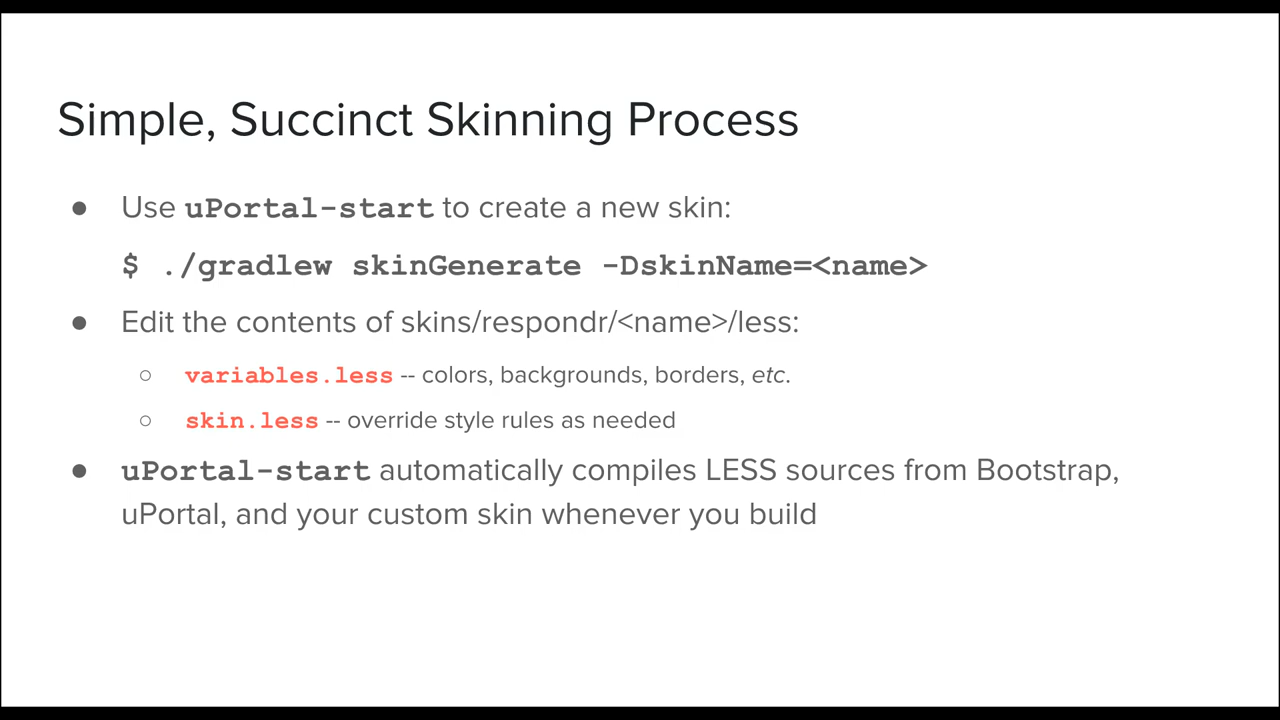 Simple, Succinct Skinning Process
● Use uPortal-start to create a new skin:
$ ./gradlew skinGenerate -DskinName=<name>
● Edit the contents of skins/respondr/<name>/less:
○ variables.less -- colors, backgrounds, borders, etc.
○ skin.less -- override style rules as needed
● uPortal-start automatically compiles LESS sources from Bootstrap,
uPortal, and your custom skin whenever you build